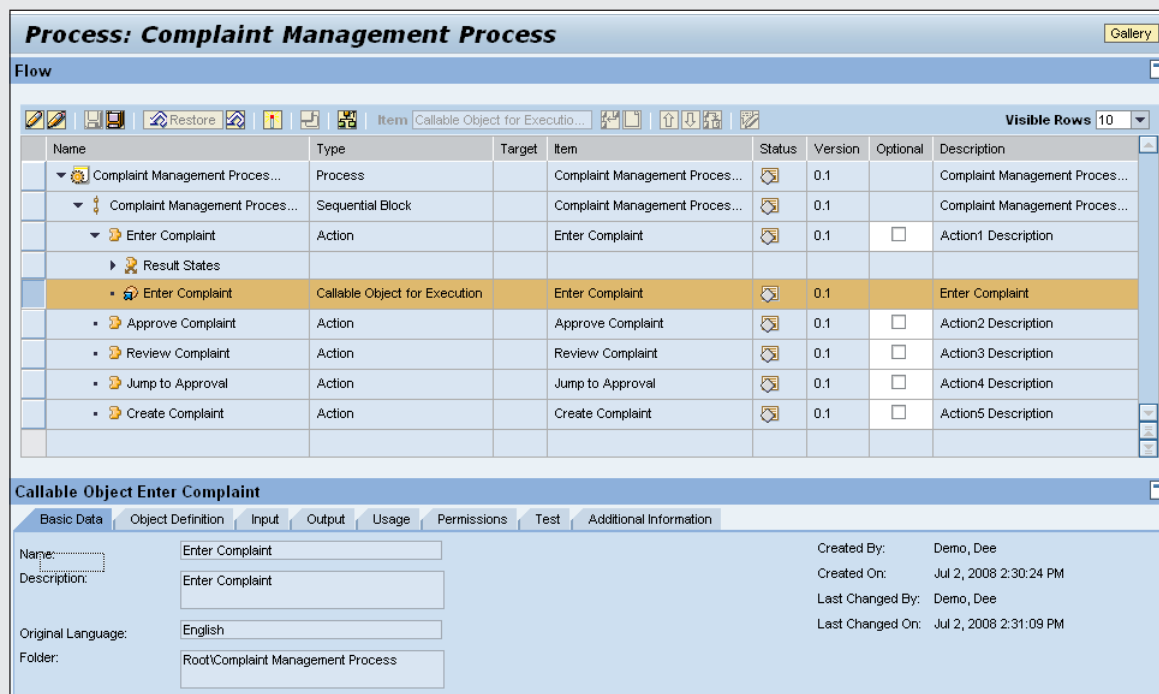 Process: Complaint Management Process
Gallery
Flow
Restore Item Callable Object for Executio... Visible Rows 10
Name Type Target Item Status Version Optional Description
Complaint Management Proces... Process Complaint Management Proces... 0.1 Complaint Management Proces...
Complaint Management Proces... Sequential Block Complaint Management Proces... 0.1 Complaint Management Proces...
Enter Complaint Action Enter Complaint 0.1 Action1 Description
Result States
Enter Complaint Callable Object for Execution Enter Complaint 0.1 Enter Complaint
Approve Complaint Action Approve Complaint 0.1 Action2 Description
Review Complaint Action Review Complaint 0.1 Action3 Description
Jump to Approval Action Jump to Approval 0.1 Action4 Description
Create Complaint Action Create Complaint 0.1 Action5 Description
Callable Object Enter Complaint
Basic Data Object Definition Input Output Usage Permissions Test Additional Information
Name: Enter Complaint Created By: Demo, Dee
Description: Enter Complaint Created On: Jul 2, 2008 2:30:24 PM
Last Changed By: Demo, Dee
Original Language: English Last Changed On: Jul 2, 2008 2:31:09 PM
Folder: Root\Complaint Management Process